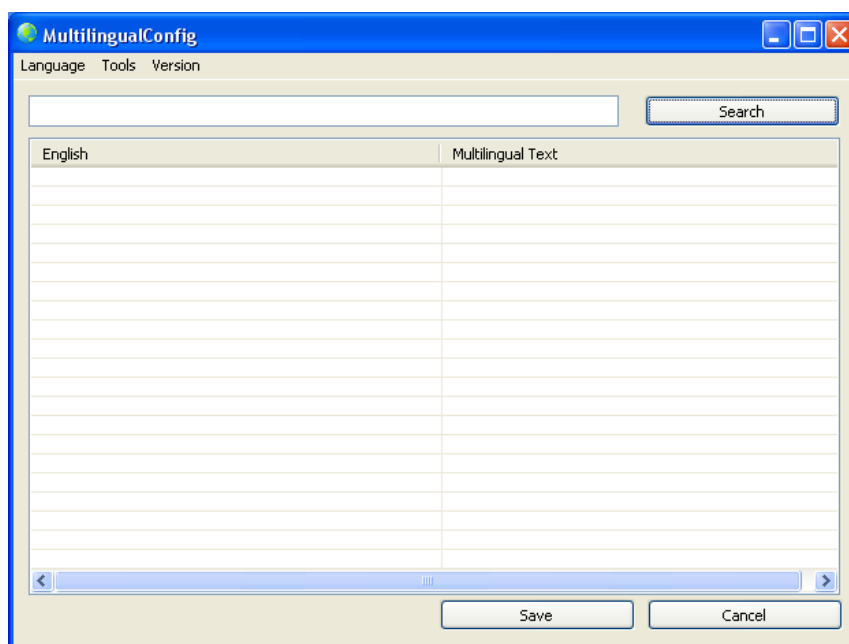 MultilingualConfig
Language Tools Version
Search
English Multilingual Text
Save Cancel